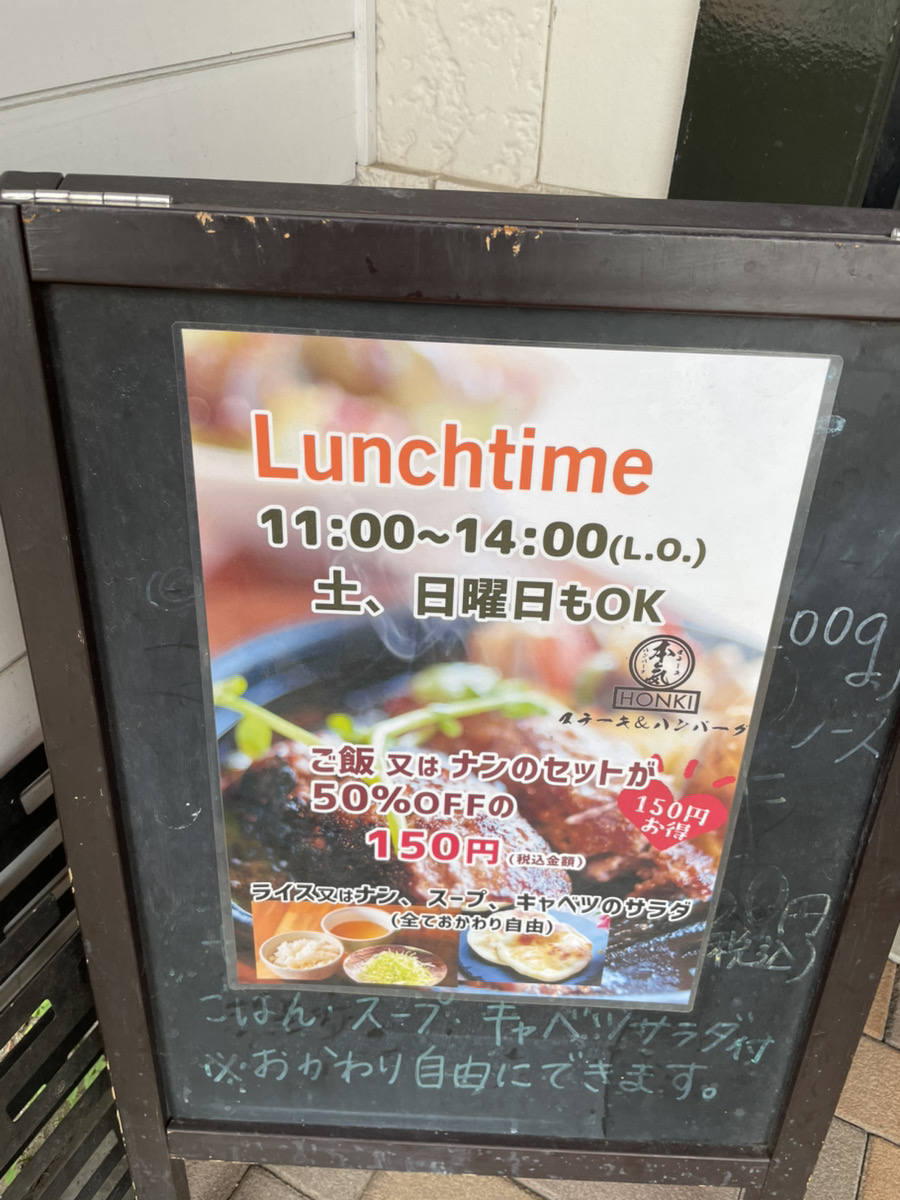 Lunchtime
11:00~14:00(L.O.)
土、日曜日もOK
本氣
HONKI
ステーキ&ハンバーグ
ご飯 又は ナンのセットが
50%OFFの
150円(税込金額)
150円
お得
ライス又はナン、スープ、キャベツのサラダ
(全ておかわり自由)
00g
円
税込)
ごはん・スープ・キャベツサラダ付
※おかわり自由にできます。